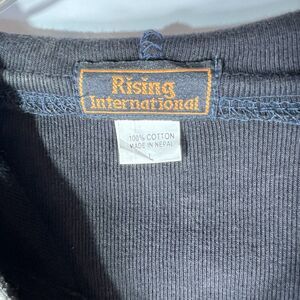 Rising
International
100% COTTON
MADE IN NEPAL
L